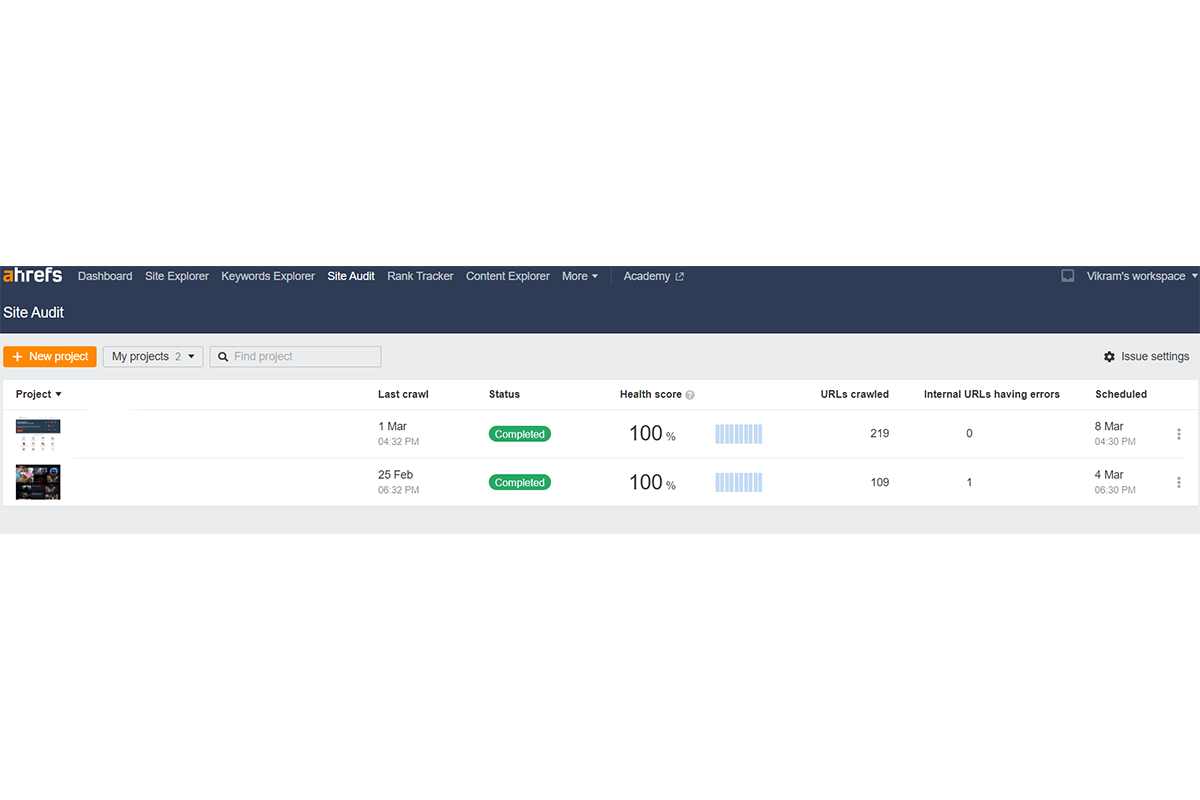 ahrefs Dashboard Site Explorer Keywords Explorer Site Audit Rank Tracker Content Explorer More Academy Vikram's workspace
Site Audit
+ New project My projects 2 Find project Issue settings
Project Last crawl Status Health score ? URLs crawled Internal URLs having errors Scheduled
1 Mar Completed 100 % 219 0 8 Mar
04:32 PM 04:30 PM
25 Feb Completed 100 % 109 1 4 Mar
06:32 PM 06:30 PM